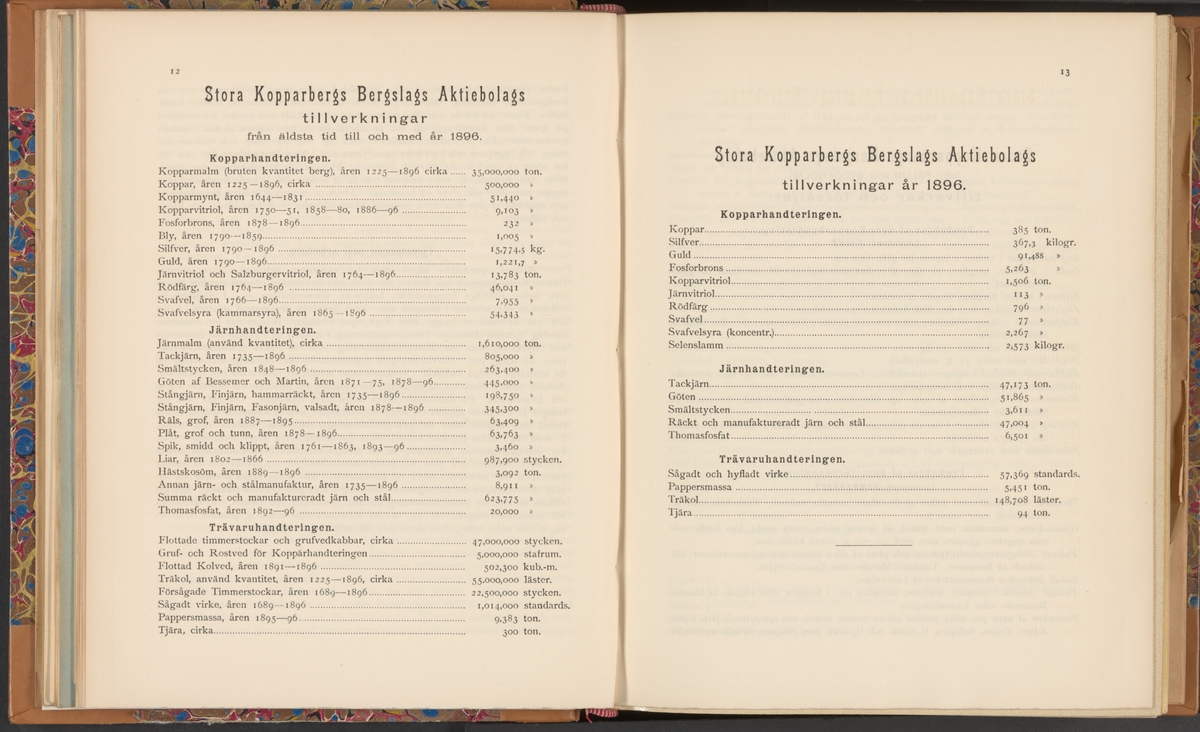 12
Stora Kopparbergs Bergslags Aktiebolags
tillverkningar
från äldsta tid till och med år 1896.
Kopparhandteringen.
Kopparmalm (bruten kvantitet berg), åren 1225—1896 cirka ...... 35,000,000 ton.
Koppar, åren 1225—1896, cirka ...... 500,000 »
Kopparmynt, åren 1644—1831 ...... 51,440 »
Kopparvitriol, åren 1750—51, 1858—80, 1886—96 ...... 9,103 »
Fosforbrons, åren 1878—1896 ...... 232 »
Bly, åren 1790—1859 ...... 1,005 »
Silfver, åren 1790—1896 ...... 15,774,5 kg.
Guld, åren 1790—1896 ...... 1,221,7 »
Järnvitriol och Salzburgervitriol, åren 1764—1896 ...... 13,783 ton.
Rödfärg, åren 1764—1896 ...... 46,041 »
Svafvel, åren 1766—1896 ...... 7,955 »
Svafvelsyra (kammarsyra), åren 1865—1896 ...... 54,343 »
Järnhandteringen.
Järnmalm (använd kvantitet), cirka ...... 1,610,000 ton.
Tackjärn, åren 1735—1896 ...... 805,000 »
Smältstycken, åren 1848—1896 ...... 263,400 »
Göten af Bessemer och Martin, åren 1871—75, 1878—96 ...... 445,000 »
Stångjärn, Finjärn, hammarräckt, åren 1735—1896 ...... 198,750 »
Stångjärn, Finjärn, Fasonjärn, valsadt, åren 1878—1896 ...... 345,300 »
Räls, grof, åren 1887—1895 ...... 63,409 »
Plåt, grof och tunn, åren 1878—1896 ...... 63,763 »
Spik, smidd och klippt, åren 1761—1863, 1893—96 ...... 3,460 »
Liar, åren 1802—1866 ...... 987,900 stycken.
Hästskosöm, åren 1889—1896 ...... 3,092 ton.
Annan järn- och stålmanufaktur, åren 1735—1896 ...... 8,911 »
Summa räckt och manufaktureradt järn och stål ...... 623,775 »
Thomasfosfat, åren 1892—96 ...... 20,000 »
Trävaruhandteringen.
Flottade timmerstockar och grufvedkabbar, cirka ...... 47,000,000 stycken.
Gruf- och Rostved för Kopparhandteringen ...... 5,000,000 stafrum.
Flottad Kolved, åren 1891—1896 ...... 502,300 kub.-m.
Träkol, använd kvantitet, åren 1225—1896, cirka ...... 55,000,000 läster.
Försågade Timmerstockar, åren 1689—1896 ...... 22,500,000 stycken.
Sågadt virke, åren 1689—1896 ...... 1,014,000 standards.
Pappersmassa, åren 1895—96 ...... 9,383 ton.
Tjära, cirka ...... 300 ton.
13
Stora Kopparbergs Bergslags Aktiebolags
tillverkningar år 1896.
Kopparhandteringen.
Koppar ...... 385 ton.
Silfver ...... 367,3 kilogr.
Guld ...... 91,488 »
Fosforbrons ...... 5,263 »
Kopparvitriol ...... 1,506 ton.
Järnvitriol ...... 113 »
Rödfärg ...... 796 »
Svafvel ...... 77 »
Svafvelsyra (koncentr.) ...... 2,267 »
Selenslamm ...... 2,573 kilogr.
Järnhandteringen.
Tackjärn ...... 47,173 ton.
Göten ...... 51,865 »
Smältstycken ...... 3,611 »
Räckt och manufaktureradt järn och stål ...... 47,004 »
Thomasfosfat ...... 6,501 »
Trävaruhandteringen.
Sågadt och hyfladt virke ...... 57,369 standards.
Pappersmassa ...... 5,451 ton.
Träkol ...... 148,708 läster.
Tjära ...... 94 ton.